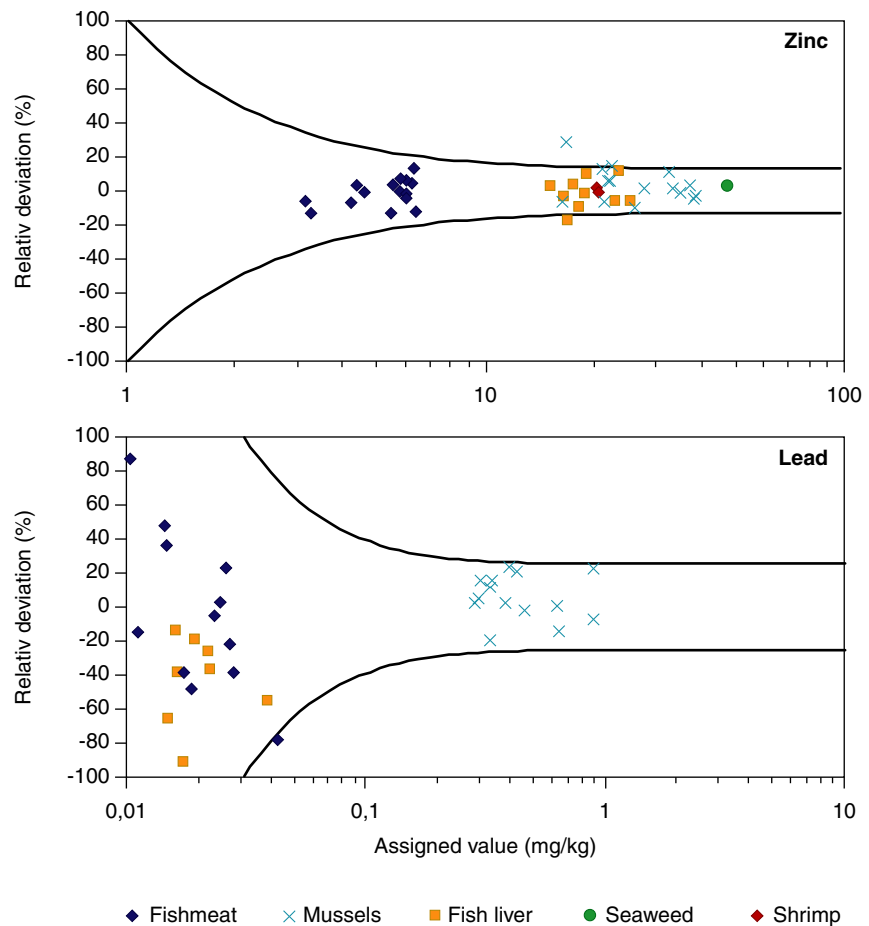 Zinc
Relativ deviation (%)
100
80
60
40
20
0
-20
-40
-60
-80
-100
1
10
100
Lead
Relativ deviation (%)
100
80
60
40
20
0
-20
-40
-60
-80
-100
0,01
0,1
1
10
Assigned value (mg/kg)
Fishmeat
Mussels
Fish liver
Seaweed
Shrimp